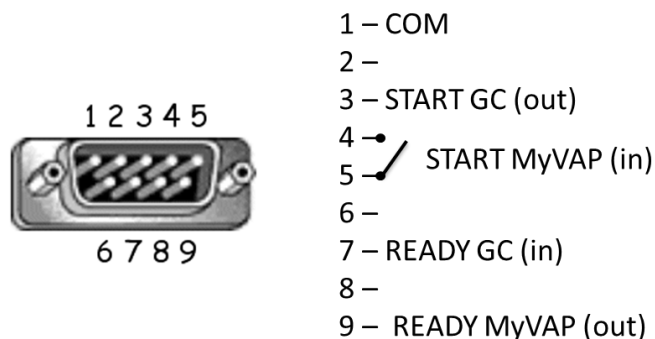 1 – COM
2 –
3 – START GC (out)
4
5
START MyVAP (in)
6 –
7 – READY GC (in)
8 –
9 – READY MyVAP (out)
1 2 3 4 5
6 7 8 9